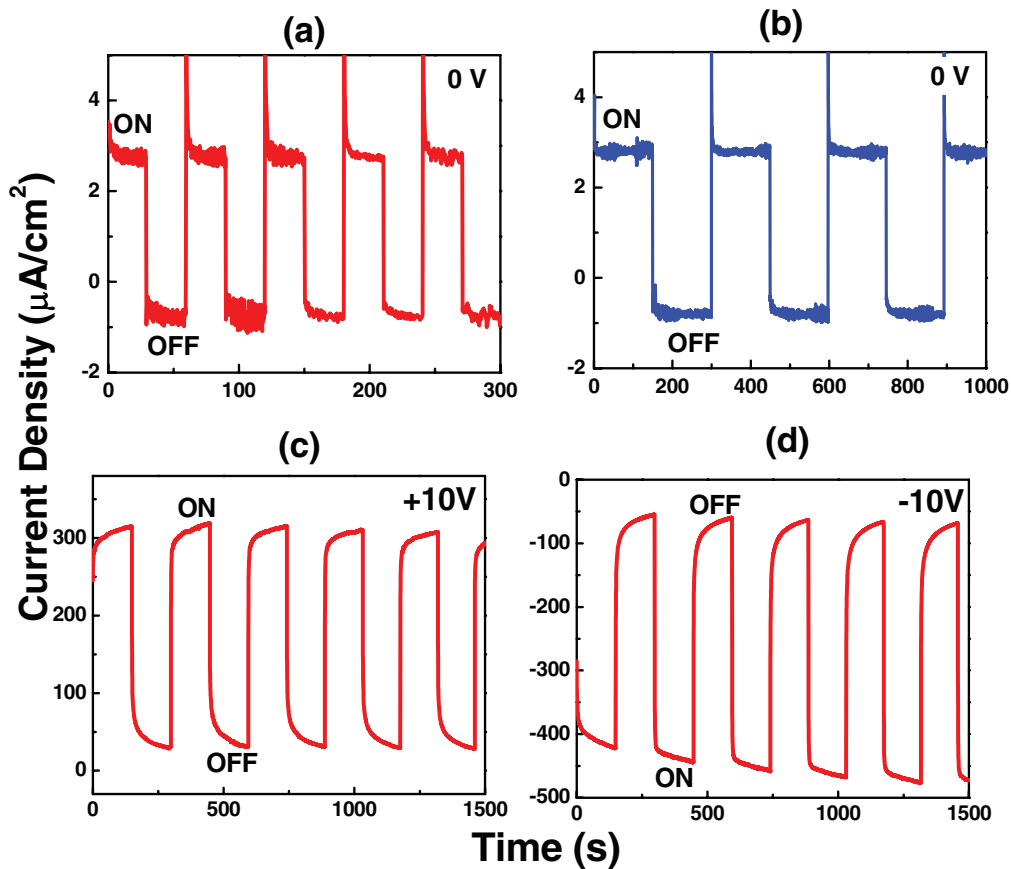 (a)
0 V
ON
OFF
4
2
0
-2
0
100
200
300
(b)
0 V
ON
OFF
4
2
0
-2
0
200
400
600
800
1000
(c)
+10V
ON
OFF
300
200
100
0
0
500
1000
1500
(d)
-10V
OFF
ON
0
-100
-200
-300
-400
-500
0
500
1000
1500
Current Density (μA/cm²)
Time (s)